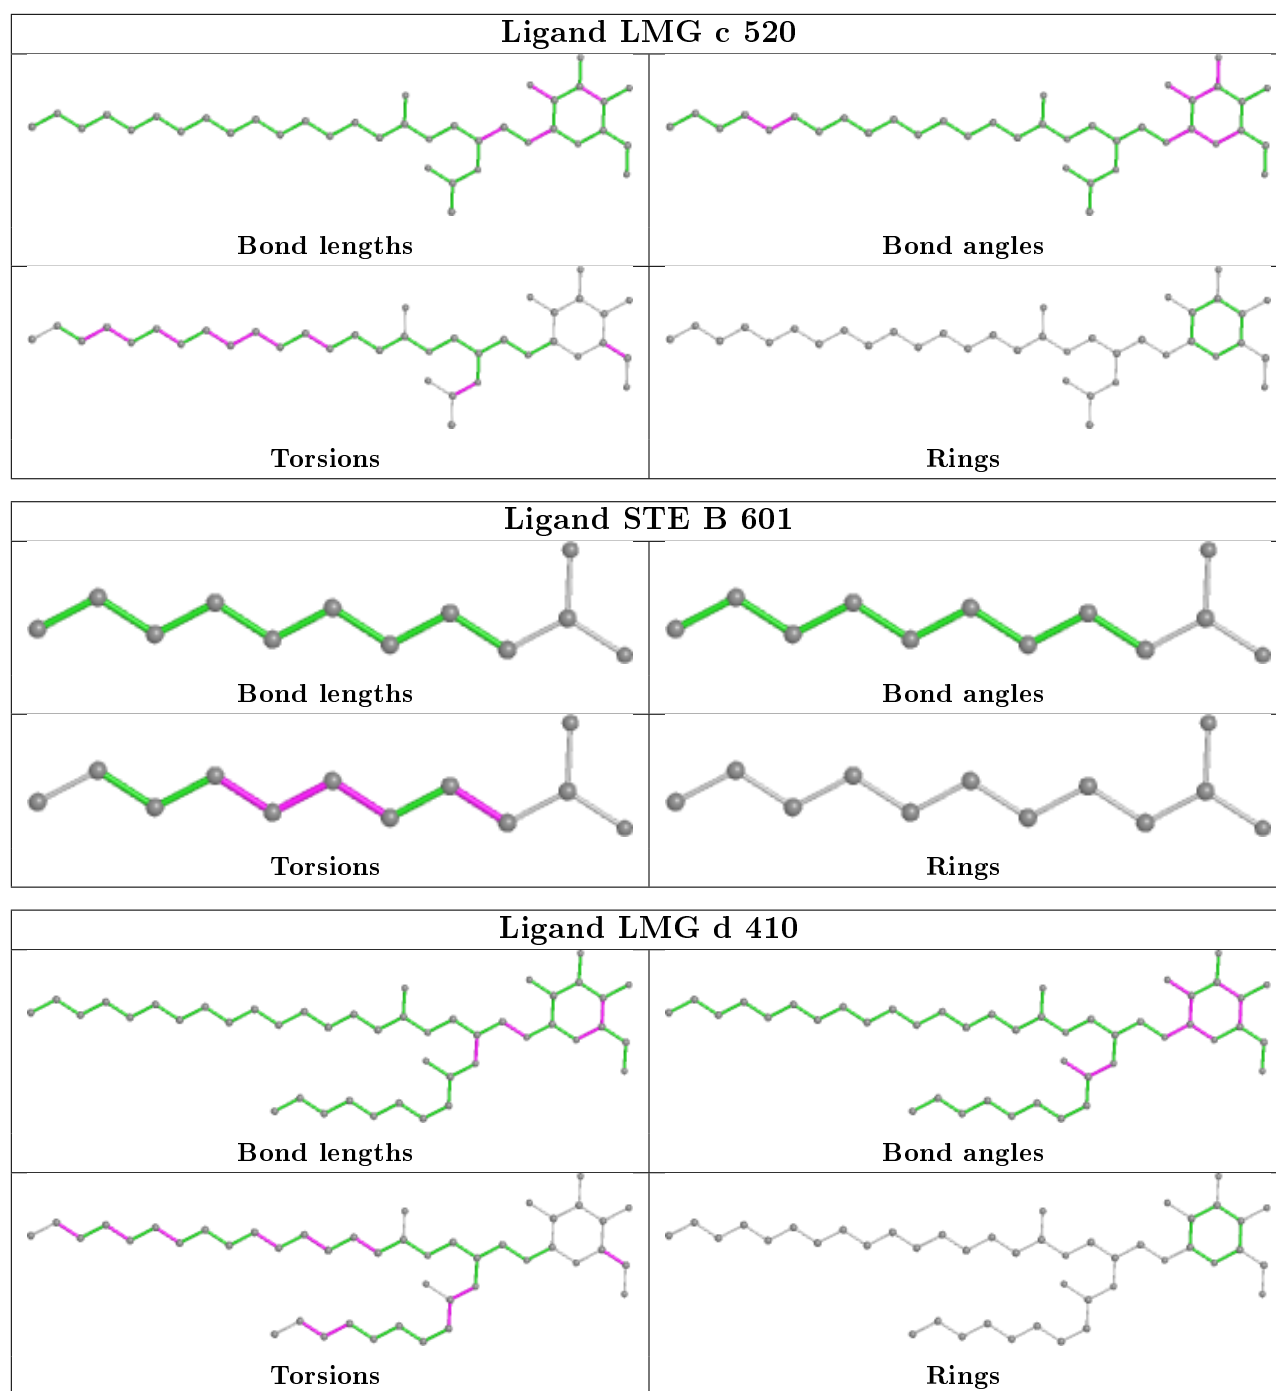 Ligand LMG c 520
Bond lengths
Bond angles
Torsions
Rings
Ligand STE B 601
Bond lengths
Bond angles
Torsions
Rings
Ligand LMG d 410
Bond lengths
Bond angles
Torsions
Rings